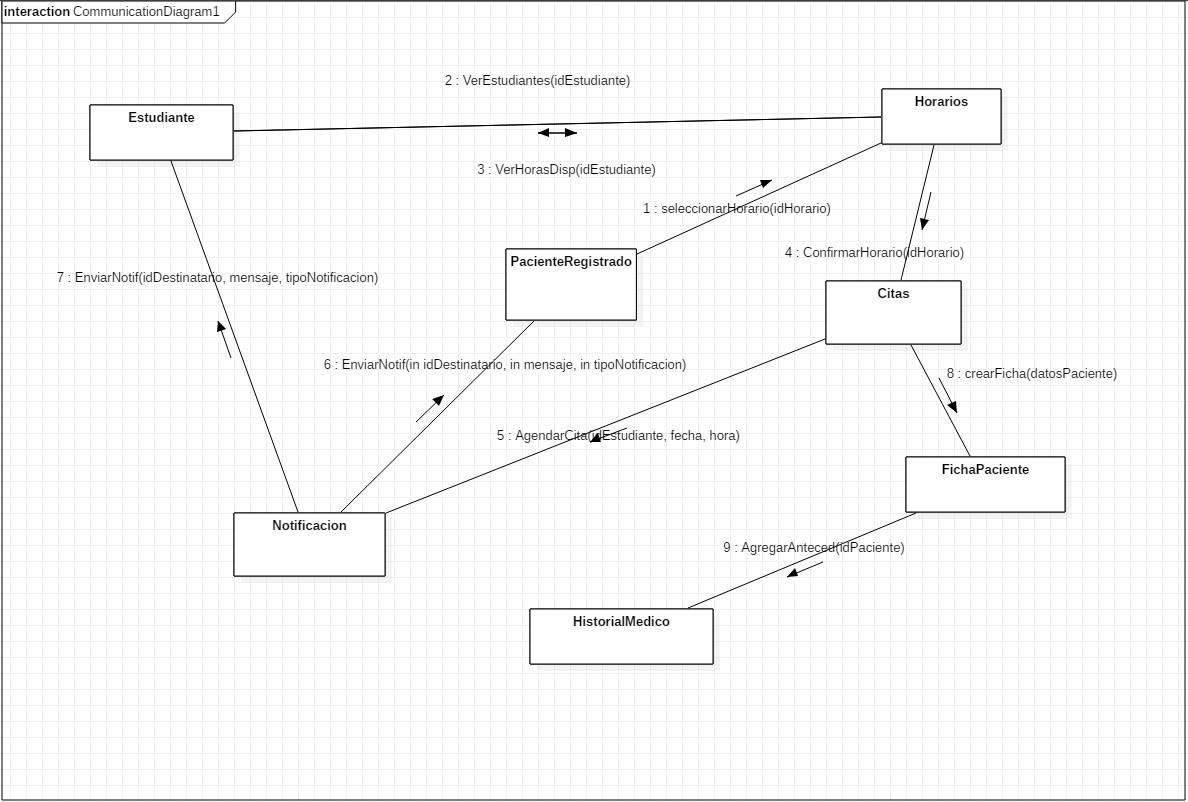 interaction CommunicationDiagram1
2 : VerEstudiantes(idEstudiante)
Estudiante
Horarios
3 : VerHorasDisp(idEstudiante)
1 : seleccionarHorario(idHorario)
4 : ConfirmarHorario(idHorario)
PacienteRegistrado
7 : EnviarNotif(idDestinatario, mensaje, tipoNotificacion)
Citas
6 : EnviarNotif(in idDestinatario, in mensaje, in tipoNotificacion)
8 : crearFicha(datosPaciente)
5 : AgendarCita(idEstudiante, fecha, hora)
FichaPaciente
Notificacion
9 : AgregarAnteced(idPaciente)
HistorialMedico